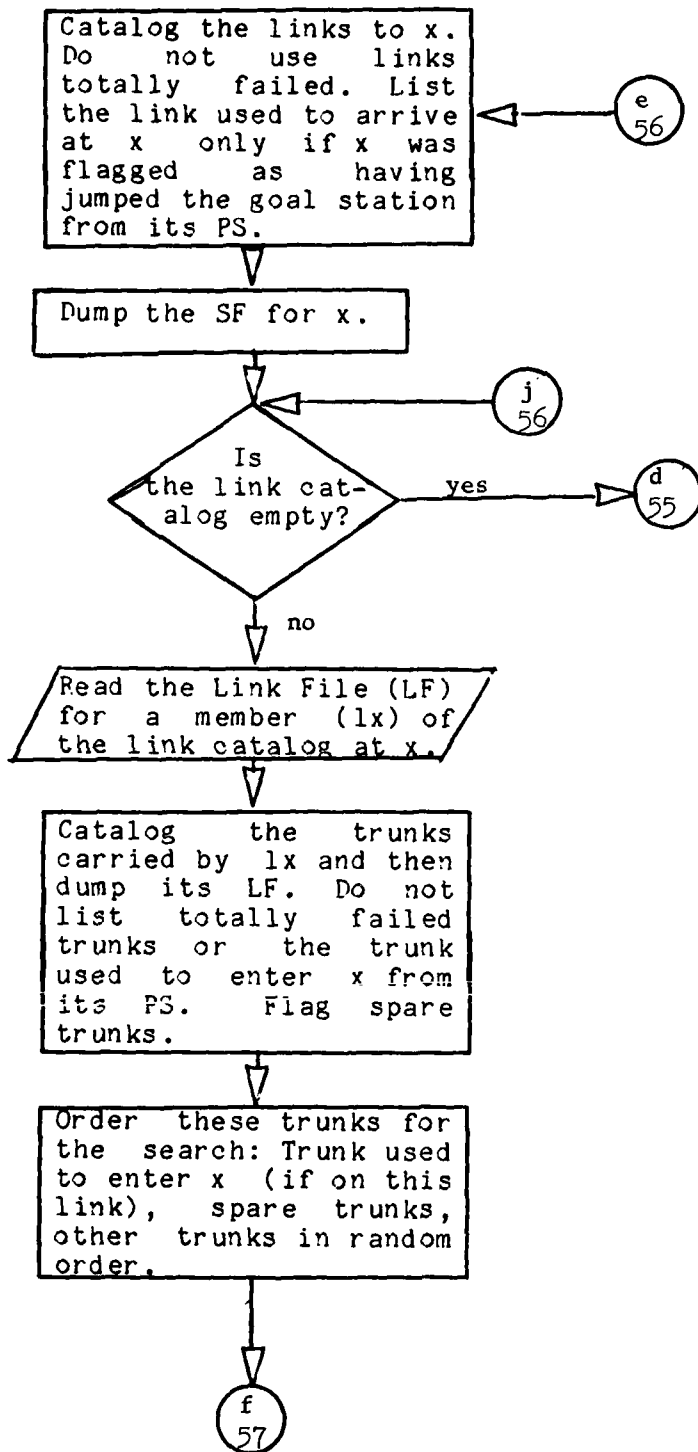 Catalog the links to x.
Do not use links
totally failed. List
the link used to arrive
at x only if x was
flagged as having
jumped the goal station
from its PS.
e
56
Dump the SF for x.
j
56
Is
the link cat-
alog empty?
yes
d
55
no
Read the Link File (LF)
for a member (lx) of
the link catalog at x.
Catalog the trunks
carried by lx and then
dump its LF. Do not
list totally failed
trunks or the trunk
used to enter x from
its PS. Flag spare
trunks.
Order these trunks for
the search: Trunk used
to enter x (if on this
link), spare trunks,
other trunks in random
order.
f
57